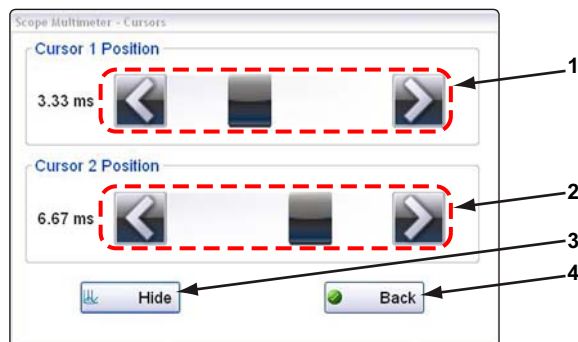 Scope Multimeter - Cursors
Cursor 1 Position
3.33 ms
1
Cursor 2 Position
6.67 ms
2
3
4
Hide
Back